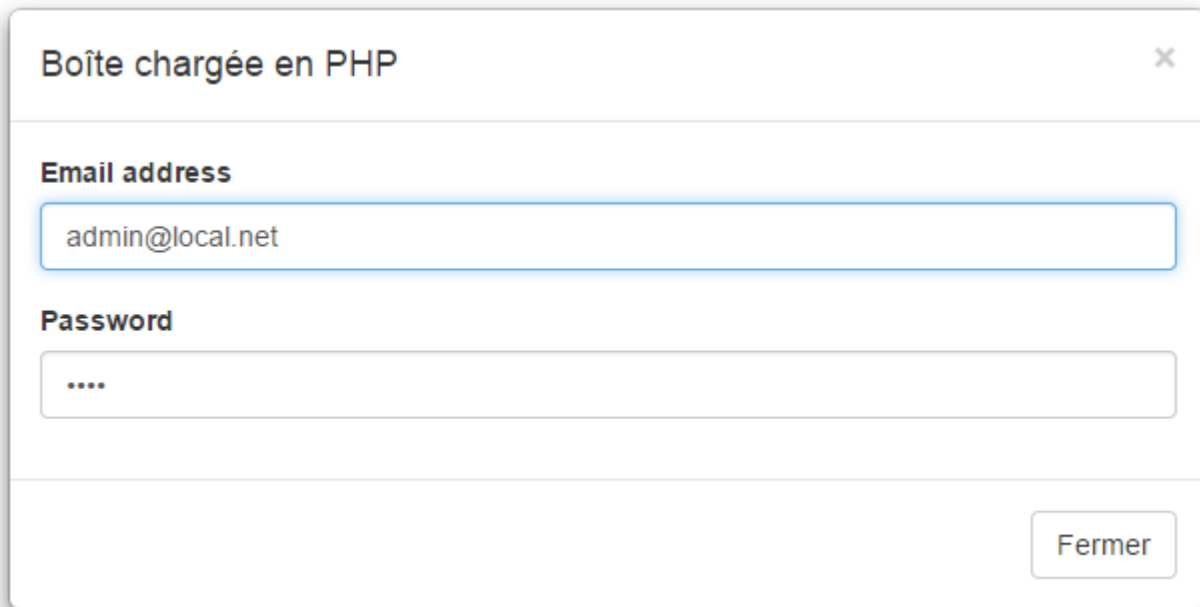 Boîte chargée en PHP ×
Email address
admin@local.net
Password
••••
Fermer